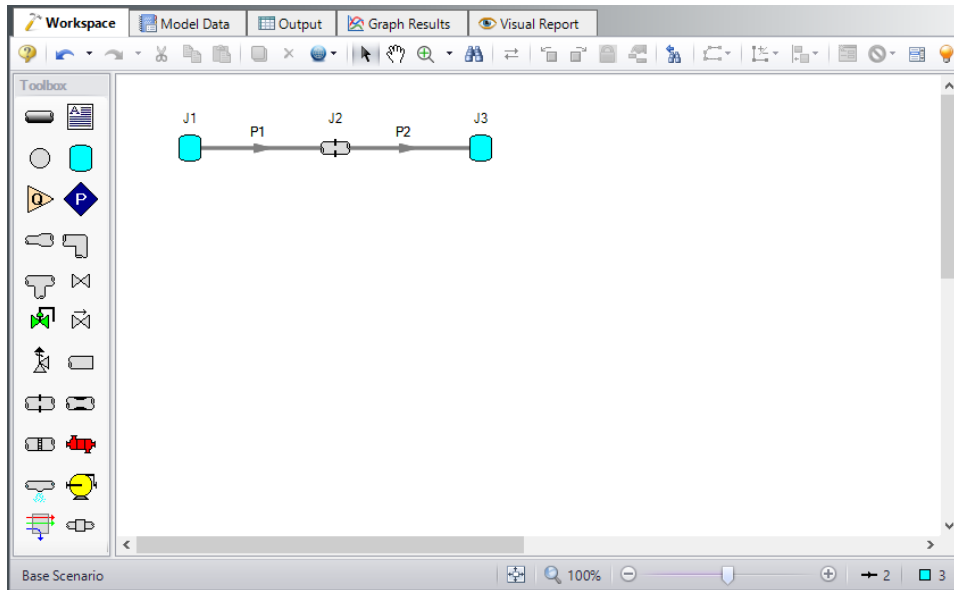 Workspace Model Data Output Graph Results Visual Report
Toolbox
A
Q P
J1 P1 J2 P2 J3
Base Scenario 100% 2 3